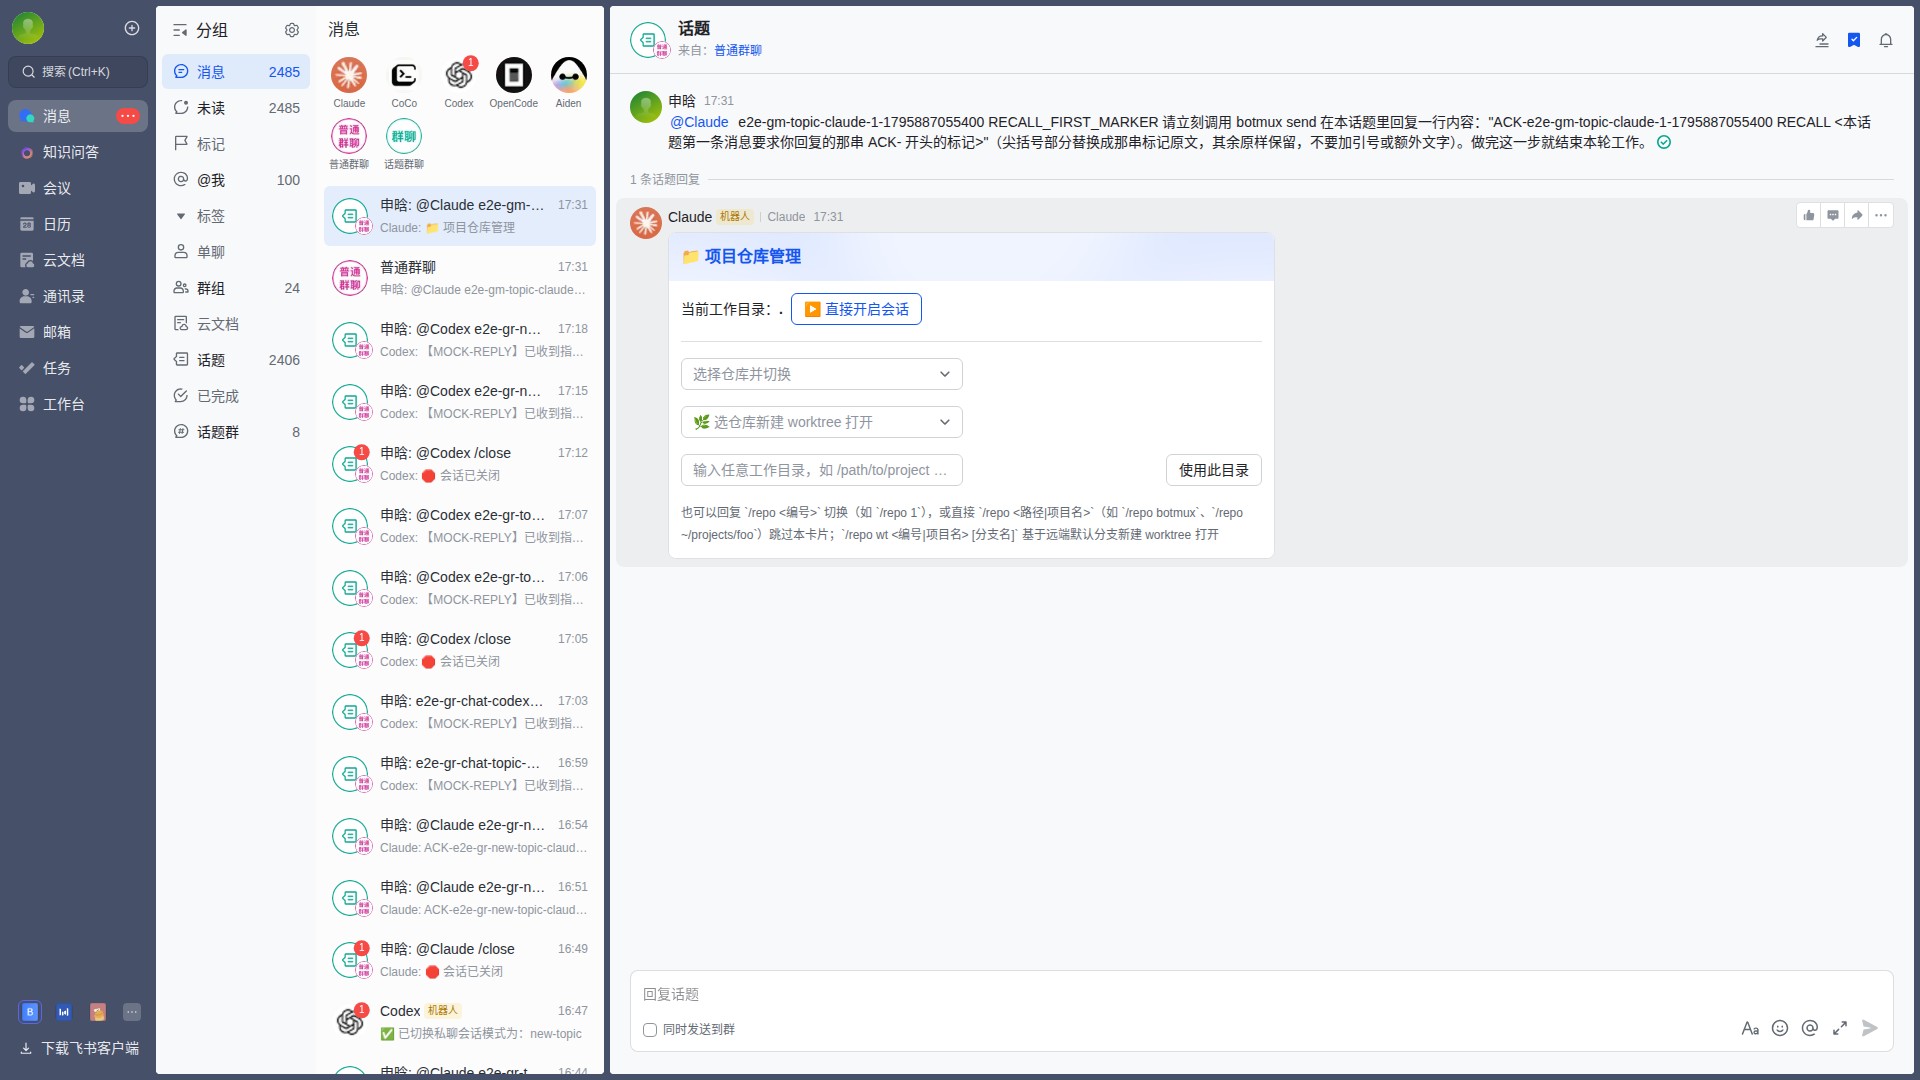 搜索 (Ctrl+K)
消息
知识问答
会议
日历
云文档
通讯录
邮箱
任务
工作台
下载飞书客户端
分组
消息 2485
未读 2485
标记
@我 100
标签
单聊
群组 24
云文档
话题 2406
已完成
话题群 8
消息
1
Claude CoCo Codex OpenCode Aiden
普通群聊 群聊
普通群聊 话题群聊
申晗: @Claude e2e-gm-... 17:31
Claude: 📁 项目仓库管理
普通群聊 17:31
申晗: @Claude e2e-gm-topic-claude...
申晗: @Codex e2e-gr-n... 17:18
Codex: 【MOCK-REPLY】已收到指...
申晗: @Codex e2e-gr-n... 17:15
Codex: 【MOCK-REPLY】已收到指...
1
申晗: @Codex /close 17:12
Codex: 🛑 会话已关闭
申晗: @Codex e2e-gr-to... 17:07
Codex: 【MOCK-REPLY】已收到指...
申晗: @Codex e2e-gr-to... 17:06
Codex: 【MOCK-REPLY】已收到指...
1
申晗: @Codex /close 17:05
Codex: 🛑 会话已关闭
申晗: e2e-gr-chat-codex... 17:03
Codex: 【MOCK-REPLY】已收到指...
申晗: e2e-gr-chat-topic-... 16:59
Codex: 【MOCK-REPLY】已收到指...
申晗: @Claude e2e-gr-n... 16:54
Claude: ACK-e2e-gr-new-topic-claud...
申晗: @Claude e2e-gr-n... 16:51
Claude: ACK-e2e-gr-new-topic-claud...
1
申晗: @Claude /close 16:49
Claude: 🛑 会话已关闭
1
Codex 机器人 16:47
✅ 已切换私聊会话模式为：new-topic
申晗: @Claude e2e-gr-t... 16:44
话题
来自：普通群聊
申晗 17:31
@Claude e2e-gm-topic-claude-1-1795887055400 RECALL_FIRST_MARKER 请立刻调用 botmux send 在本话题里回复一行内容："ACK-e2e-gm-topic-claude-1-1795887055400 RECALL <本话
题第一条消息要求你回复的那串 ACK- 开头的标记>"（尖括号部分替换成那串标记原文，其余原样保留，不要加引号或额外文字）。做完这一步就结束本轮工作。
1 条话题回复
Claude 机器人 | Claude 17:31
📁 项目仓库管理
当前工作目录：. ▶️ 直接开启会话
选择仓库并切换
🌿 选仓库新建 worktree 打开
输入任意工作目录，如 /path/to/project ... 使用此目录
也可以回复 `/repo <编号>` 切换（如 `/repo 1`），或直接 `/repo <路径|项目名>`（如 `/repo botmux`、`/repo
~/projects/foo`）跳过本卡片；`/repo wt <编号|项目名> [分支名]` 基于远端默认分支新建 worktree 打开
回复话题
同时发送到群